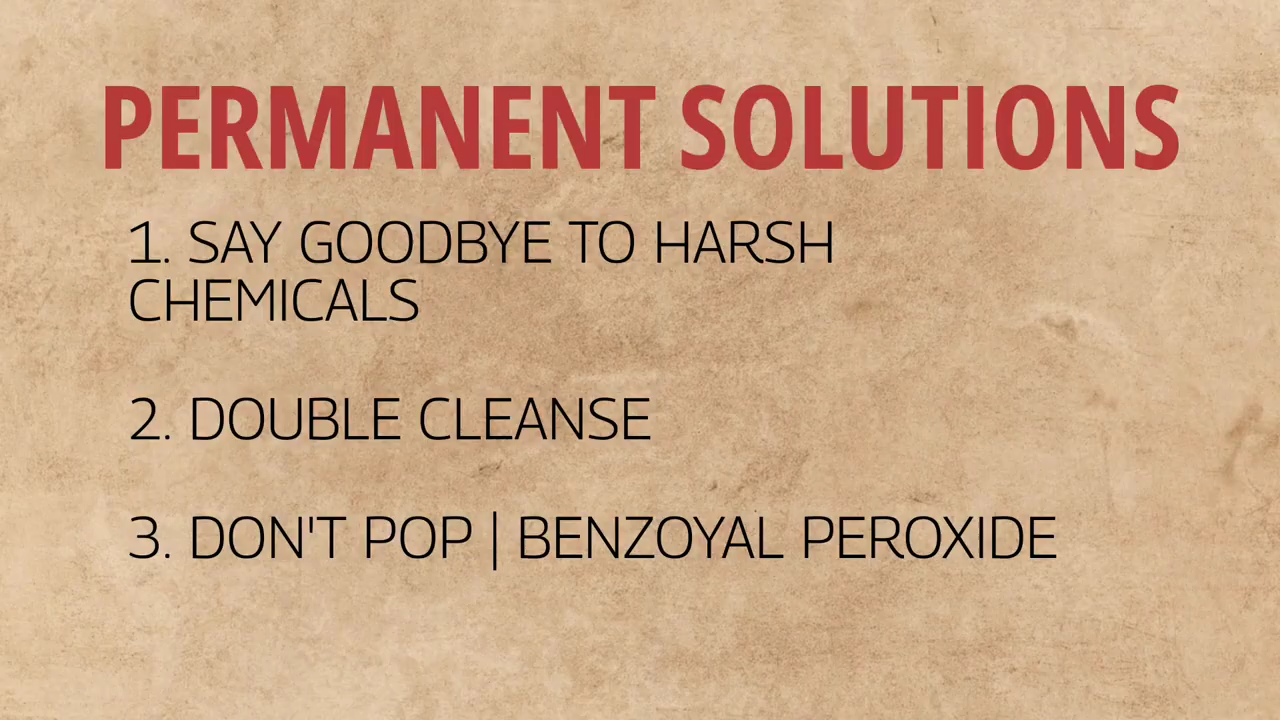 PERMANENT SOLUTIONS
1. SAY GOODBYE TO HARSH
CHEMICALS
2. DOUBLE CLEANSE
3. DON'T POP | BENZOYAL PEROXIDE